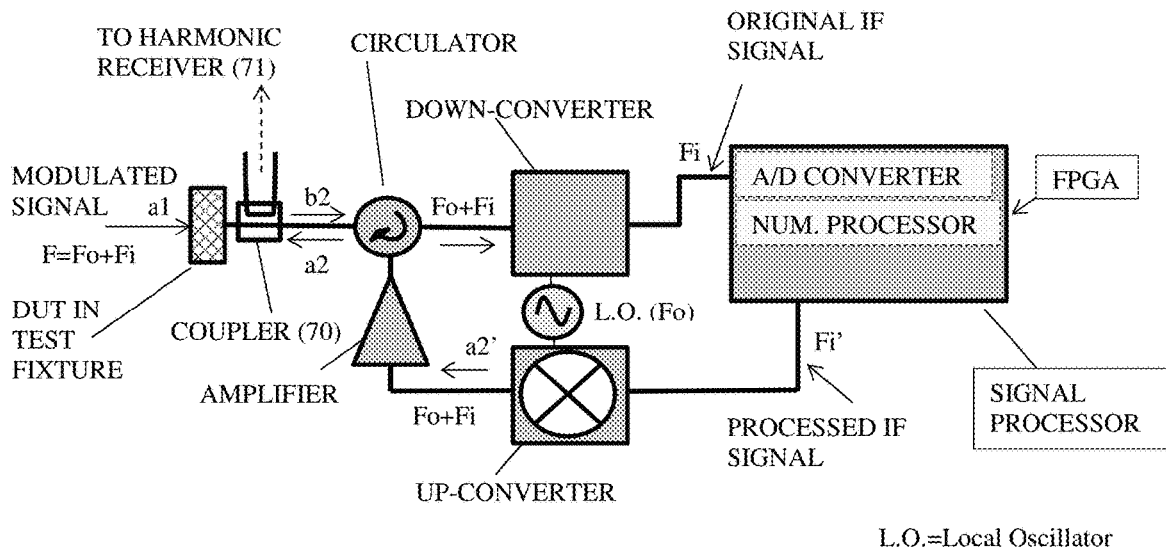 TO HARMONIC
RECEIVER (71)
CIRCULATOR
ORIGINAL IF
SIGNAL
DOWN-CONVERTER
MODULATED
SIGNAL
a1
F=Fo+Fi
DUT IN
TEST
FIXTURE
b2
a2
COUPLER (70)
Fo+Fi
Fi
A/D CONVERTER
NUM. PROCESSOR
FPGA
L.O. (Fo)
AMPLIFIER
a2'
Fo+Fi
Fi'
UP-CONVERTER
PROCESSED IF
SIGNAL
SIGNAL
PROCESSOR
L.O.=Local Oscillator